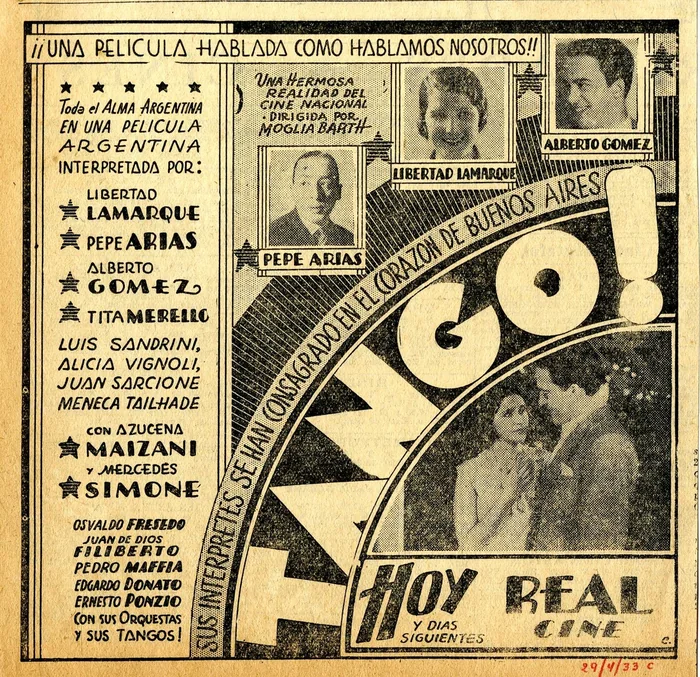 ¡¡UNA PELICULA HABLADA COMO HABLAMOS NOSOTROS!!
Toda el ALMA ARGENTINA
EN UNA PELICULA
ARGENTINA
INTERPRETADA POR:
LIBERTAD
LAMARQUE
PEPE ARIAS
ALBERTO
GOMEZ
TITA MERELLO
LUIS SANDRINI,
ALICIA VIGNOLI,
JUAN SARCIONE
MENECA TAILHADE
CON AZUCENA
MAIZANI
Y MERCEDES
SIMONE
OSVALDO FRESEDO
JUAN DE DIOS
FILIBERTO
PEDRO MAFFIA
EDGARDO DONATO
ERNESTO PONZIO
CON SUS ORQUESTAS
Y SUS TANGOS!
UNA HERMOSA
REALIDAD DEL
CINE NACIONAL
·DIRIGIDA POR
MOGLIA BARTH
PEPE ARIAS
LIBERTAD LAMARQUE
ALBERTO GOMEZ
SUS INTERPRETES SE HAN CONSAGRADO EN EL CORAZON DE BUENOS AIRES
TANGO!
HOY
Y DIAS
SIGUIENTES
REAL
CINE
C.
29/4/33 C